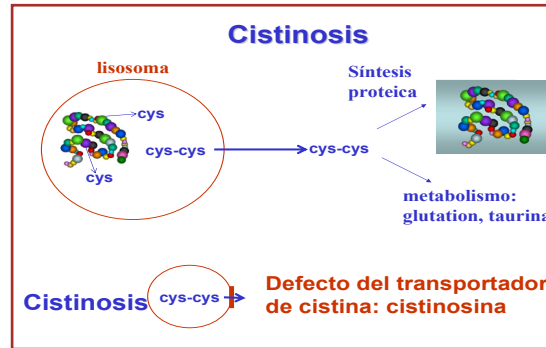 Cistinosis
lisosoma
cys
cys-cys
cys
cys-cys
Síntesis
proteica
metabolismo:
glutation, taurina
Cistinosis
cys-cys
Defecto del transportador
de cistina: cistinosina